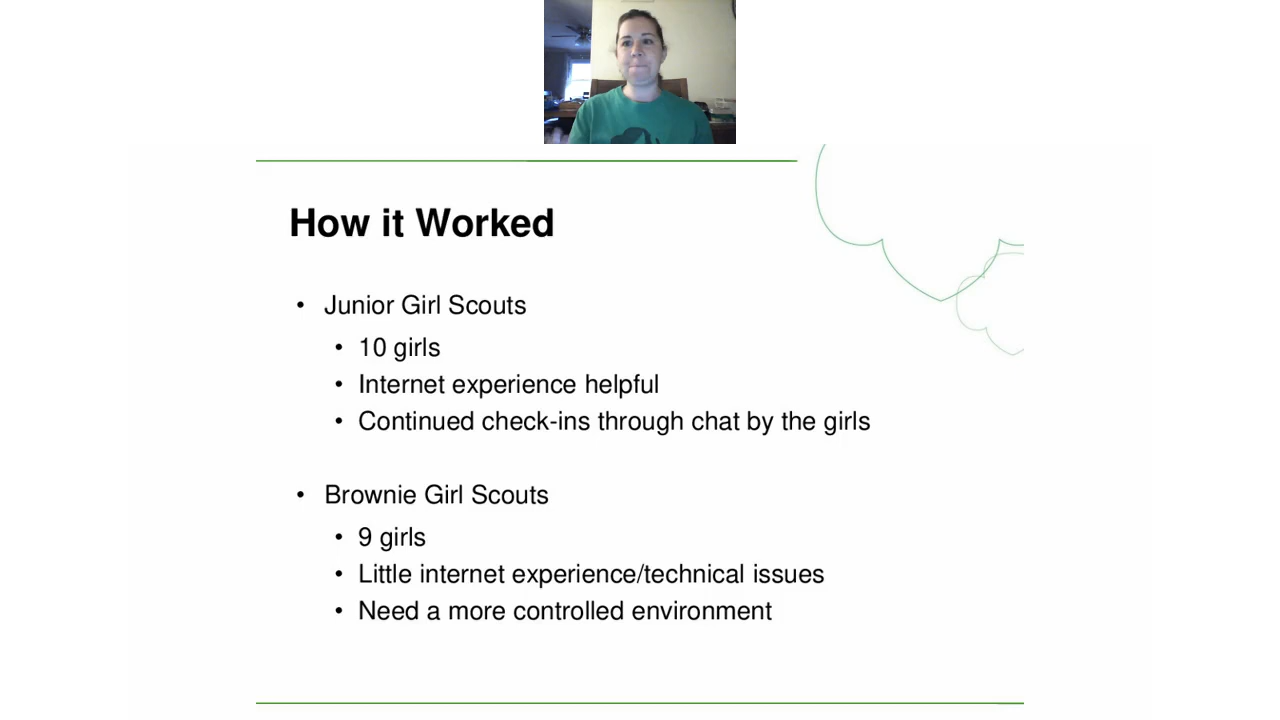 How it Worked
• Junior Girl Scouts
• 10 girls
• Internet experience helpful
• Continued check-ins through chat by the girls
• Brownie Girl Scouts
• 9 girls
• Little internet experience/technical issues
• Need a more controlled environment